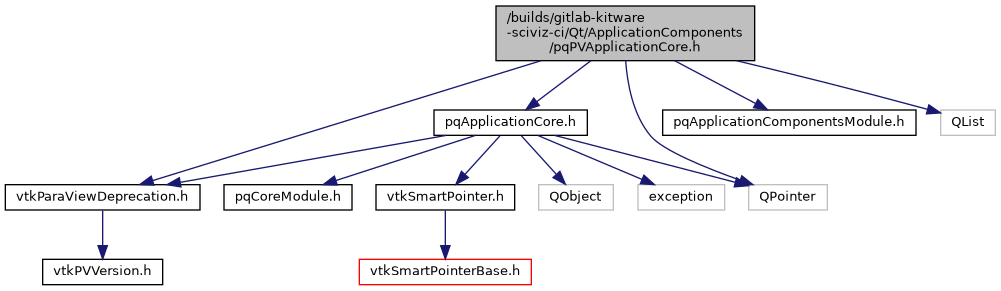 /builds/gitlab-kitware
-sciviz-ci/Qt/ApplicationComponents
/pqPVApplicationCore.h
pqApplicationCore.h
pqApplicationComponentsModule.h
QList
vtkParaViewDeprecation.h
pqCoreModule.h
vtkSmartPointer.h
QObject
exception
QPointer
vtkPVVersion.h
vtkSmartPointerBase.h